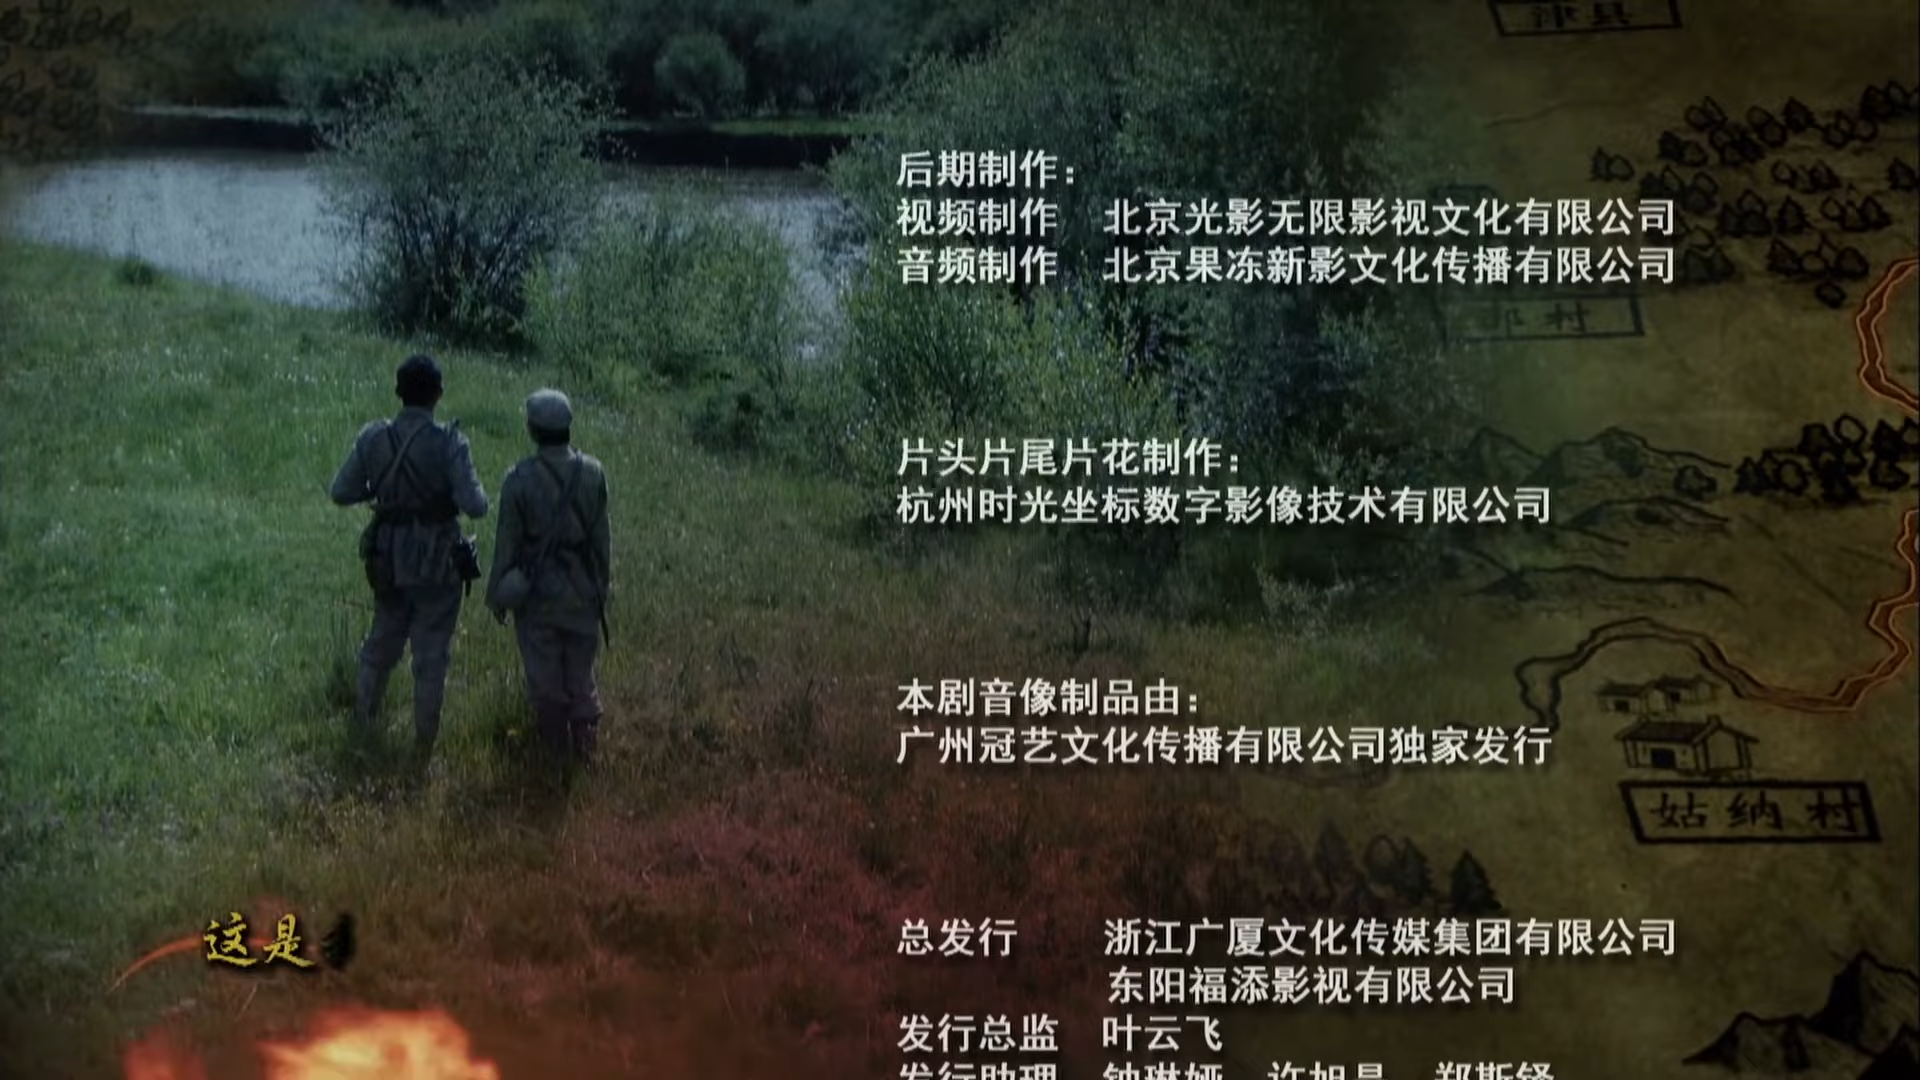 后期制作：
视频制作 北京光影无限影视文化有限公司
音频制作 北京果冻新影文化传播有限公司
村
片头片尾片花制作：
杭州时光坐标数字影像技术有限公司
本剧音像制品由：
广州冠艺文化传播有限公司独家发行
姑纳村
这是
总发行 浙江广厦文化传媒集团有限公司
东阳福添影视有限公司
发行总监 叶云飞
发行助理